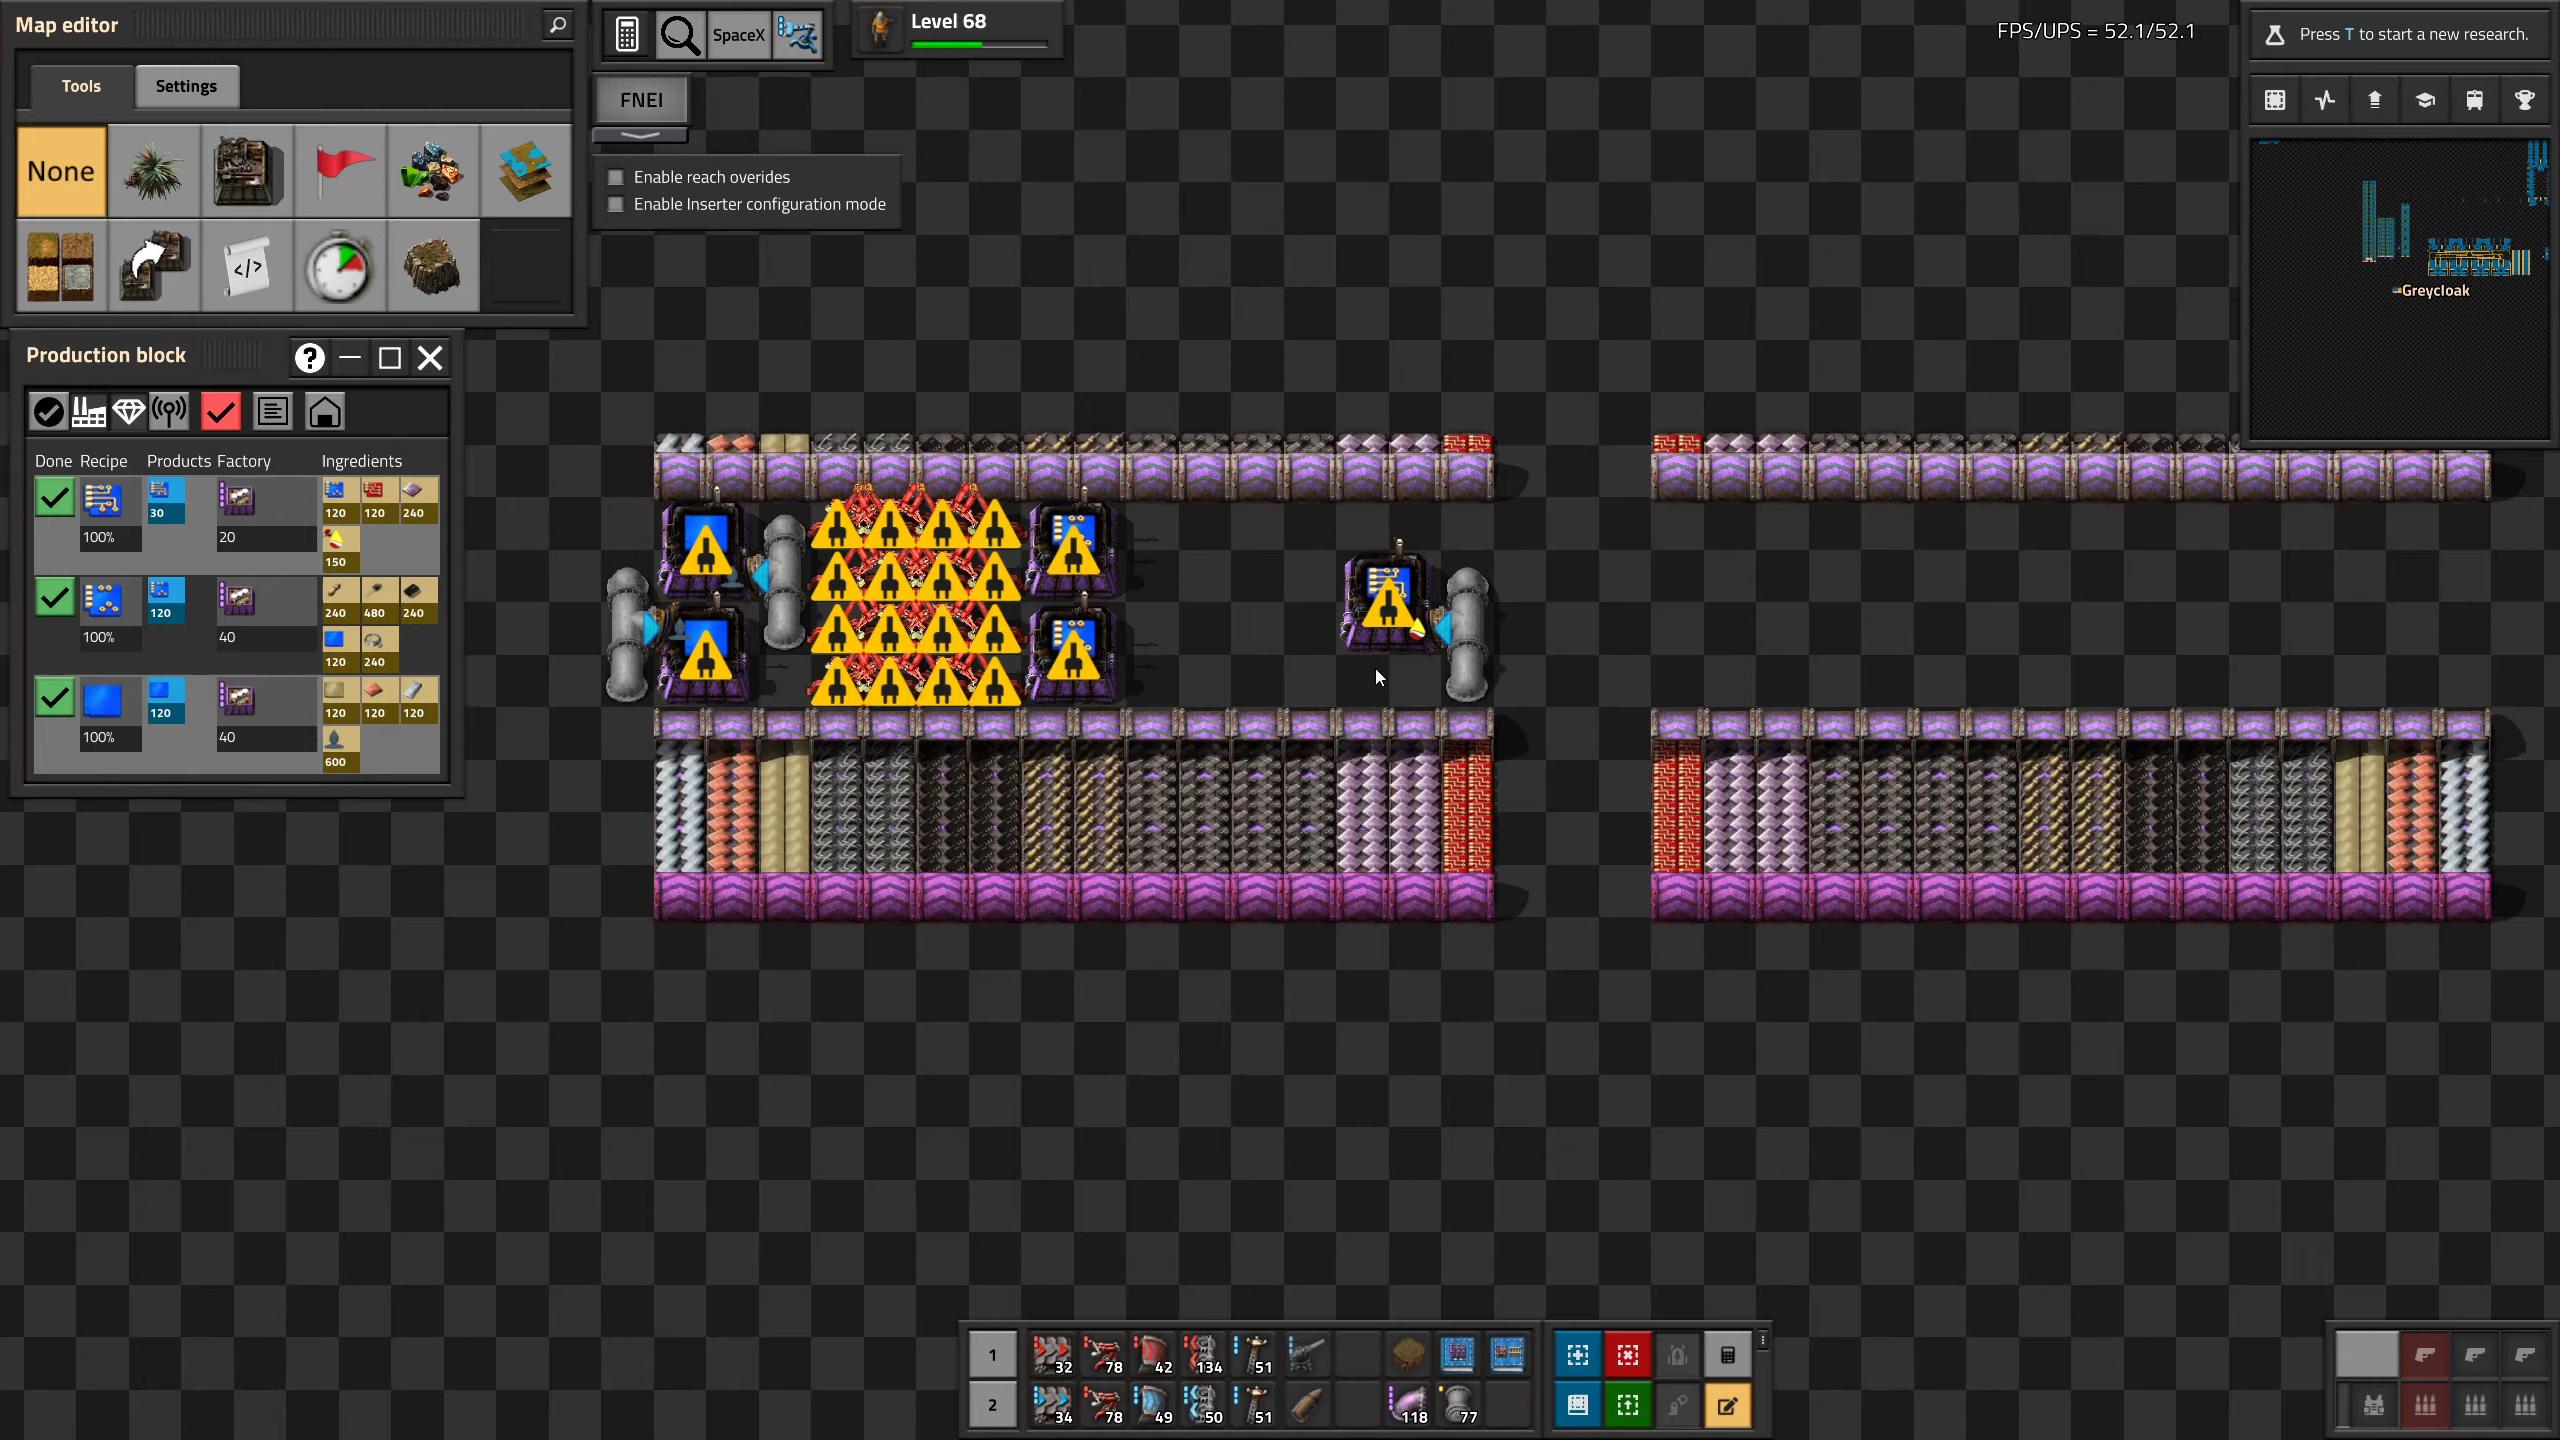 Map editor
Tools
Settings
None
SpaceX
Level 68
FNEI
Enable reach overides
Enable Inserter configuration mode
FPS/UPS = 52.1/52.1
Press T to start a new research.
Greycloak
Production block
?
Done Recipe Products Factory Ingredients
30 120 120 240
100% 20
150
120 240 480 240
100% 40
120 240
120 120 120 120
100% 40
600
1 32 78 42 134 51
2 34 78 49 50 51 118 77